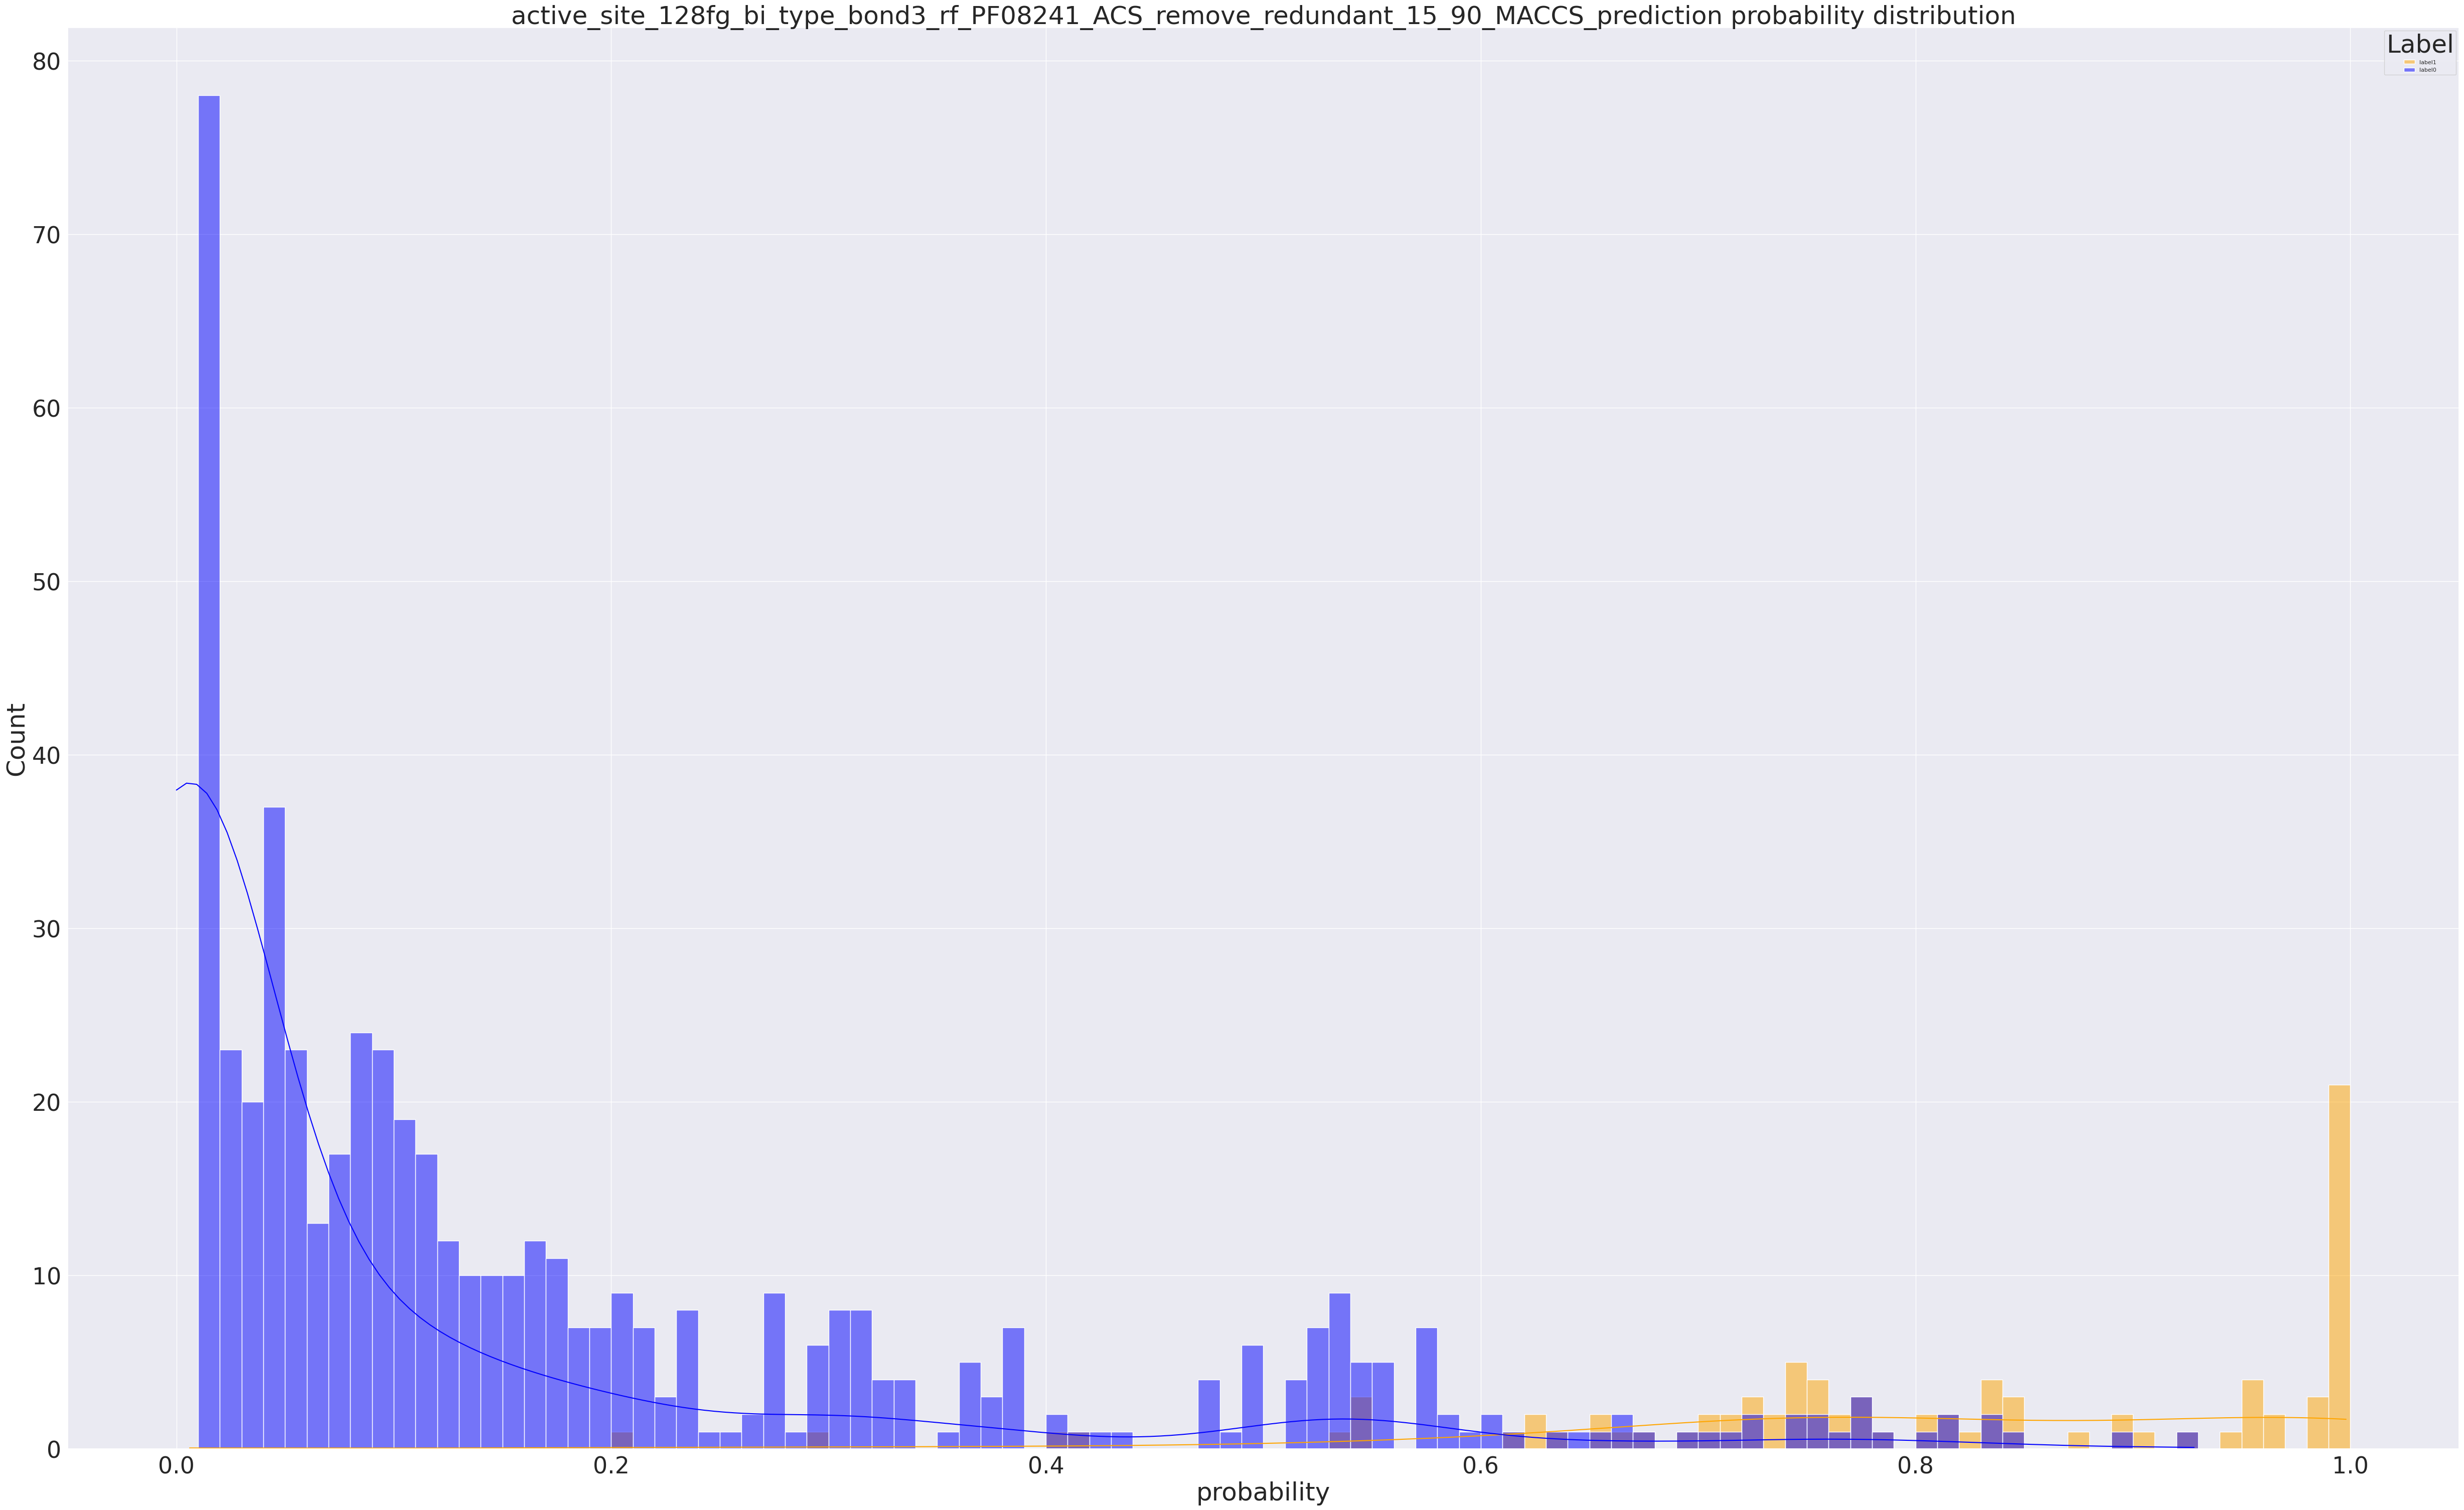 active_site_128fg_bi_type_bond3_rf_PF08241_ACS_remove_redundant_15_90_MACCS_prediction probability distribution
Label
label1
label0
80
70
60
50
40
30
20
10
0
Count
0.0 0.2 0.4 0.6 0.8 1.0
probability